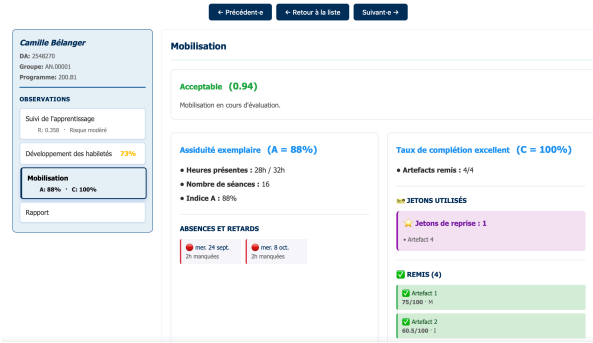 ← Précédent·e
← Retour à la liste
Suivant·e →
Camille Bélanger
DA: 2548270
Groupe: AN.00001
Programme: 200.B1
OBSERVATIONS
Suivi de l'apprentissage
R: 0.358 · Risque modéré
Développement des habiletés 73%
Mobilisation
A: 88% · C: 100%
Rapport
Mobilisation
Acceptable (0.94)
Mobilisation en cours d'évaluation.
Assiduité exemplaire (A = 88%)
• Heures présentes : 28h / 32h
• Nombre de séances : 16
• Indice A : 88%
ABSENCES ET RETARDS
mer. 24 sept.
2h manquées
mer. 8 oct.
2h manquées
Taux de complétion excellent (C = 100%)
• Artefacts remis : 4/4
JETONS UTILISÉS
Jetons de reprise : 1
• Artefact 4
REMIS (4)
Artefact 1
75/100 · M
Artefact 2
60.5/100 · I